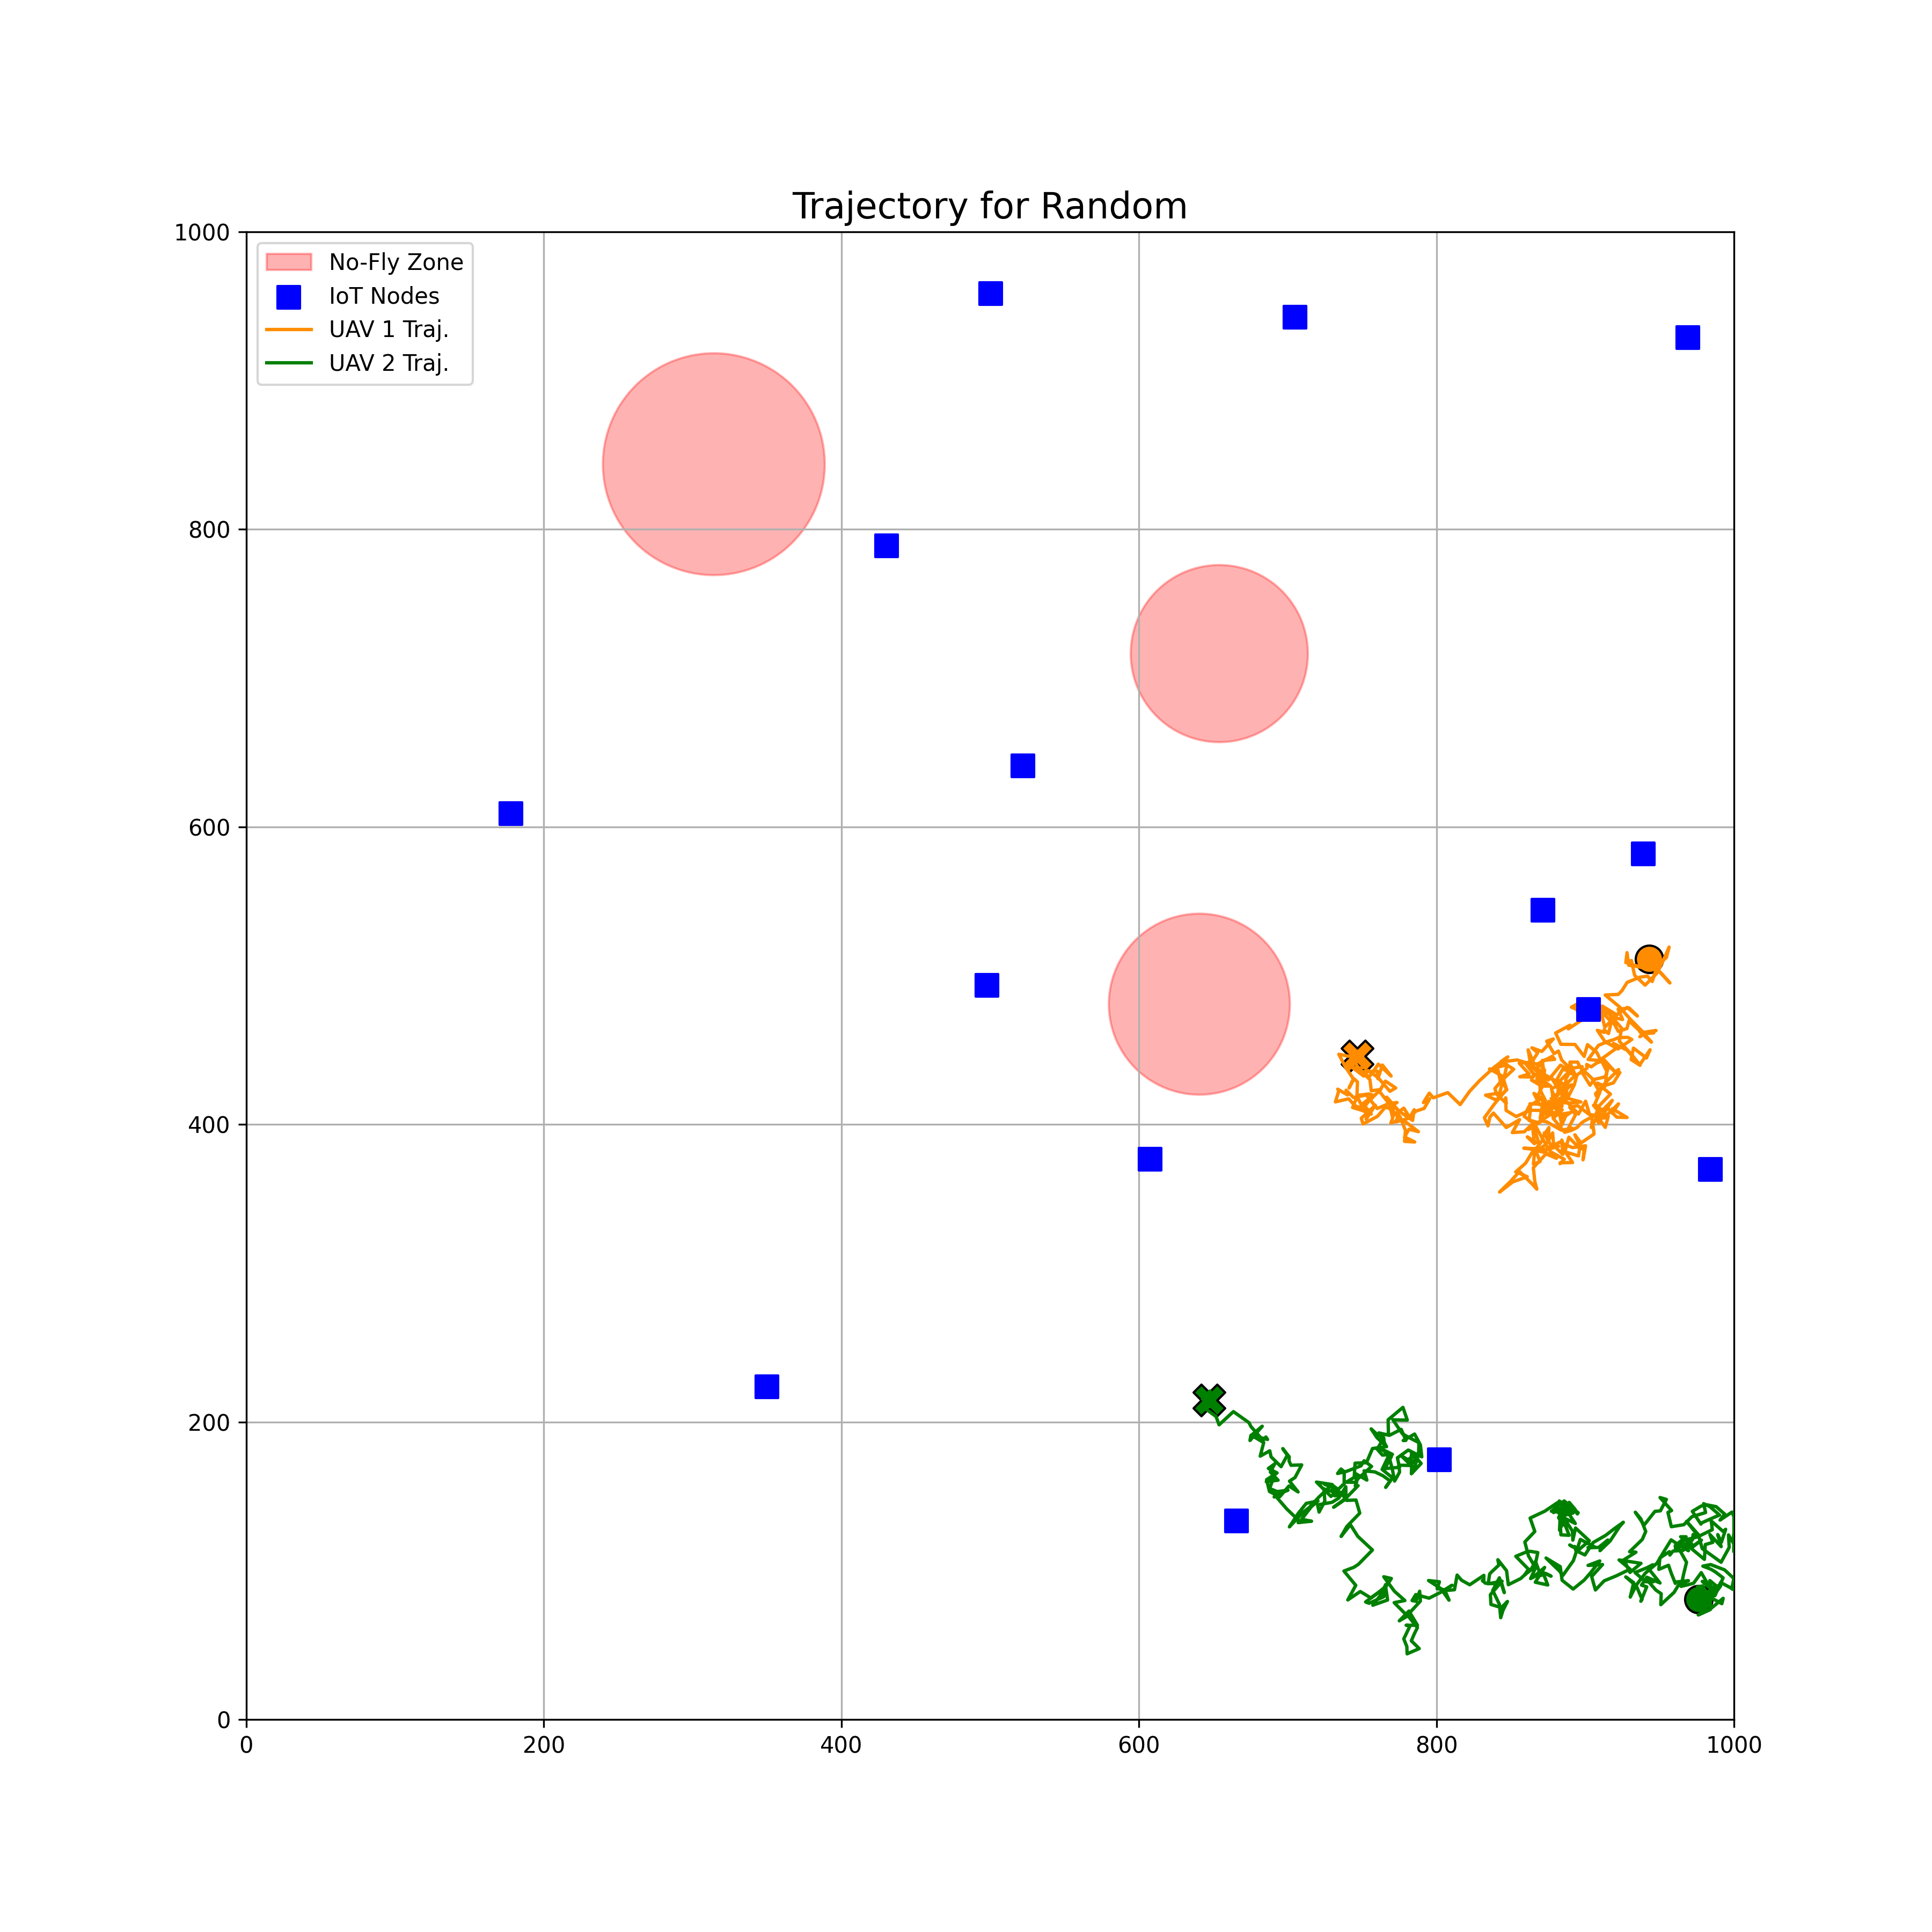 Trajectory for Random
No-Fly Zone
IoT Nodes
UAV 1 Traj.
UAV 2 Traj.
1000
800
600
400
200
0
0 200 400 600 800 1000